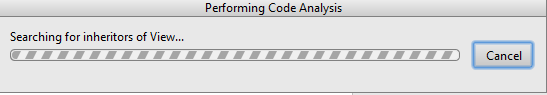 Performing Code Analysis
Searching for inheritors of View...
Cancel